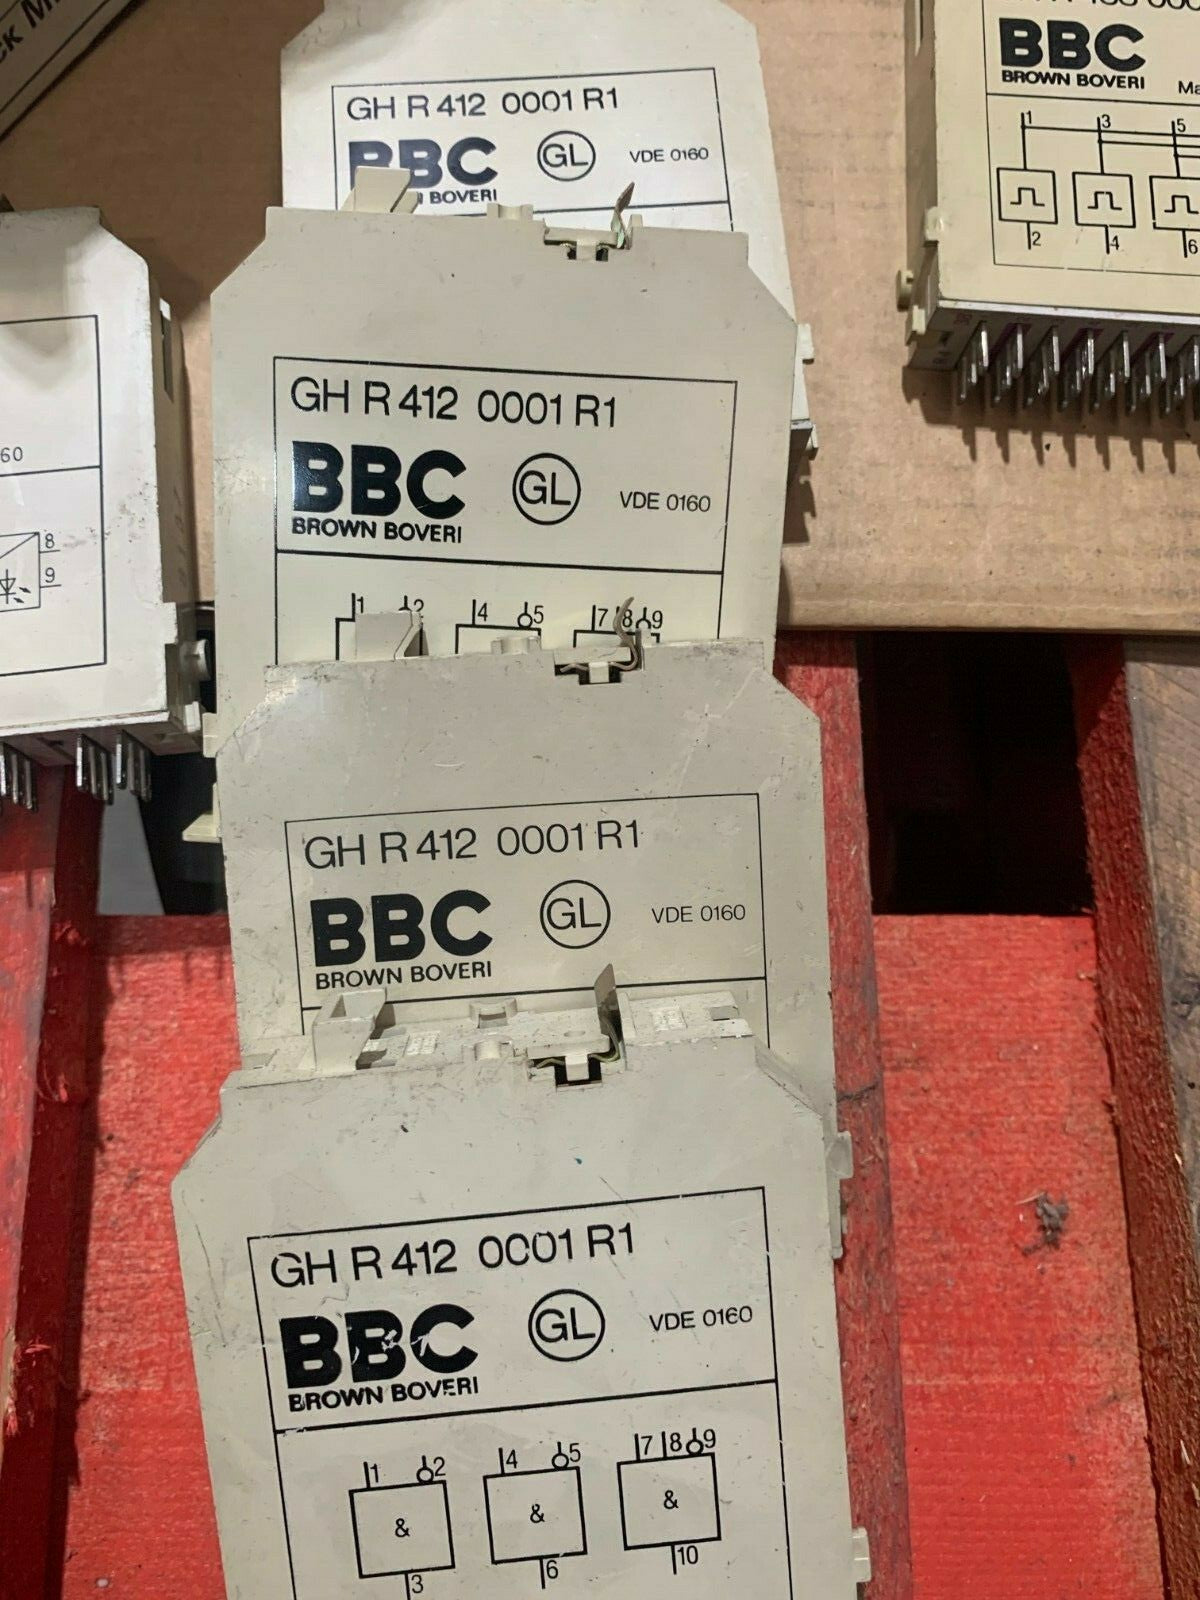 GH R 412 0001 R1
BBC GL VDE 0160
BOVERI
BBC
BROWN BOVERI
1 3 5
2 4 6
60
8
9
GH R 412 0001 R1
BBC GL VDE 0160
BROWN BOVERI
1 2 4 5 7 8 9
GH R 412 0001 R1
BBC GL VDE 0160
BROWN BOVERI
GH R 412 0001 R1
BBC GL VDE 0160
BROWN BOVERI
1 2 4 5 7 8 9
& & &
3 6 10